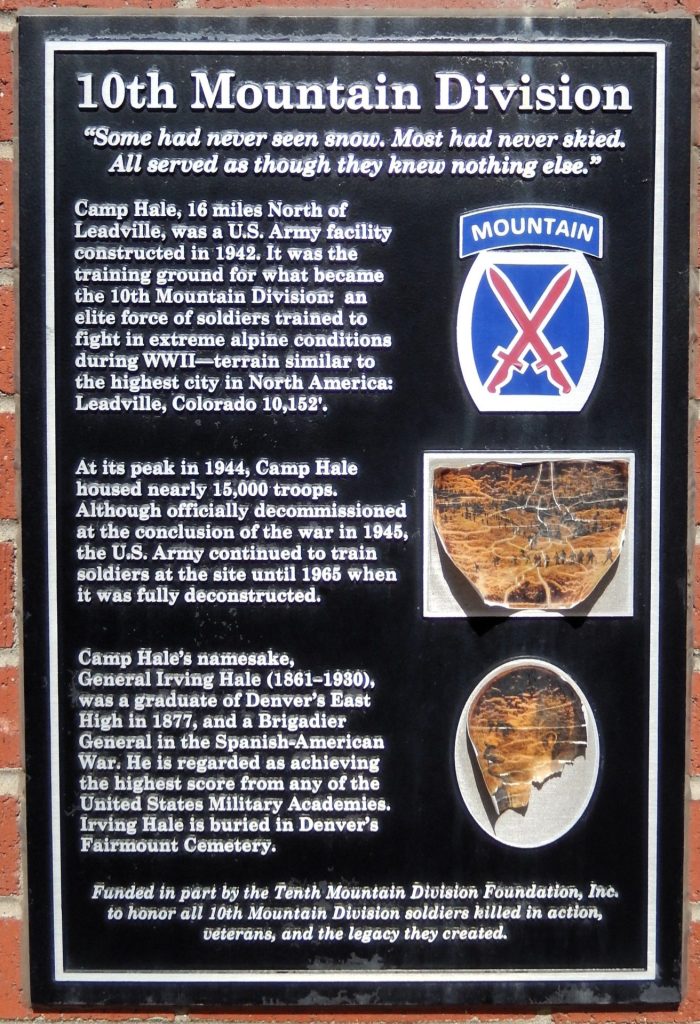 10th Mountain Division
“Some had never seen snow. Most had never skied.
All served as though they knew nothing else.”
Camp Hale, 16 miles North of
Leadville, was a U.S. Army facility
constructed in 1942. It was the
training ground for what became
the 10th Mountain Division: an
elite force of soldiers trained to
fight in extreme alpine conditions
during WWII—terrain similar to
the highest city in North America:
Leadville, Colorado 10,152'.
MOUNTAIN
At its peak in 1944, Camp Hale
housed nearly 15,000 troops.
Although officially decommissioned
at the conclusion of the war in 1945,
the U.S. Army continued to train
soldiers at the site until 1965 when
it was fully deconstructed.
Camp Hale's namesake,
General Irving Hale (1861–1930),
was a graduate of Denver's East
High in 1877, and a Brigadier
General in the Spanish-American
War. He is regarded as achieving
the highest score from any of the
United States Military Academies.
Irving Hale is buried in Denver's
Fairmount Cemetery.
Funded in part by the Tenth Mountain Division Foundation, Inc.
to honor all 10th Mountain Division soldiers killed in action,
veterans, and the legacy they created.